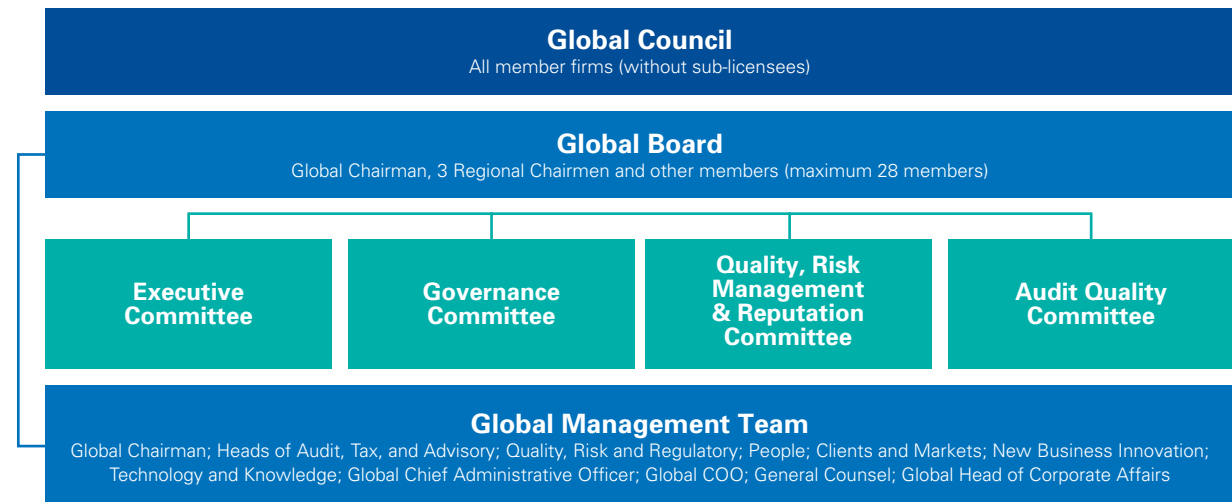 Global Council
All member firms (without sub-licensees)
Global Board
Global Chairman, 3 Regional Chairmen and other members (maximum 28 members)
Executive
Committee
Governance
Committee
Quality, Risk
Management
& Reputation
Committee
Audit Quality
Committee
Global Management Team
Global Chairman; Heads of Audit, Tax, and Advisory; Quality, Risk and Regulatory; People; Clients and Markets; New Business Innovation;
Technology and Knowledge; Global Chief Administrative Officer; Global COO; General Counsel; Global Head of Corporate Affairs